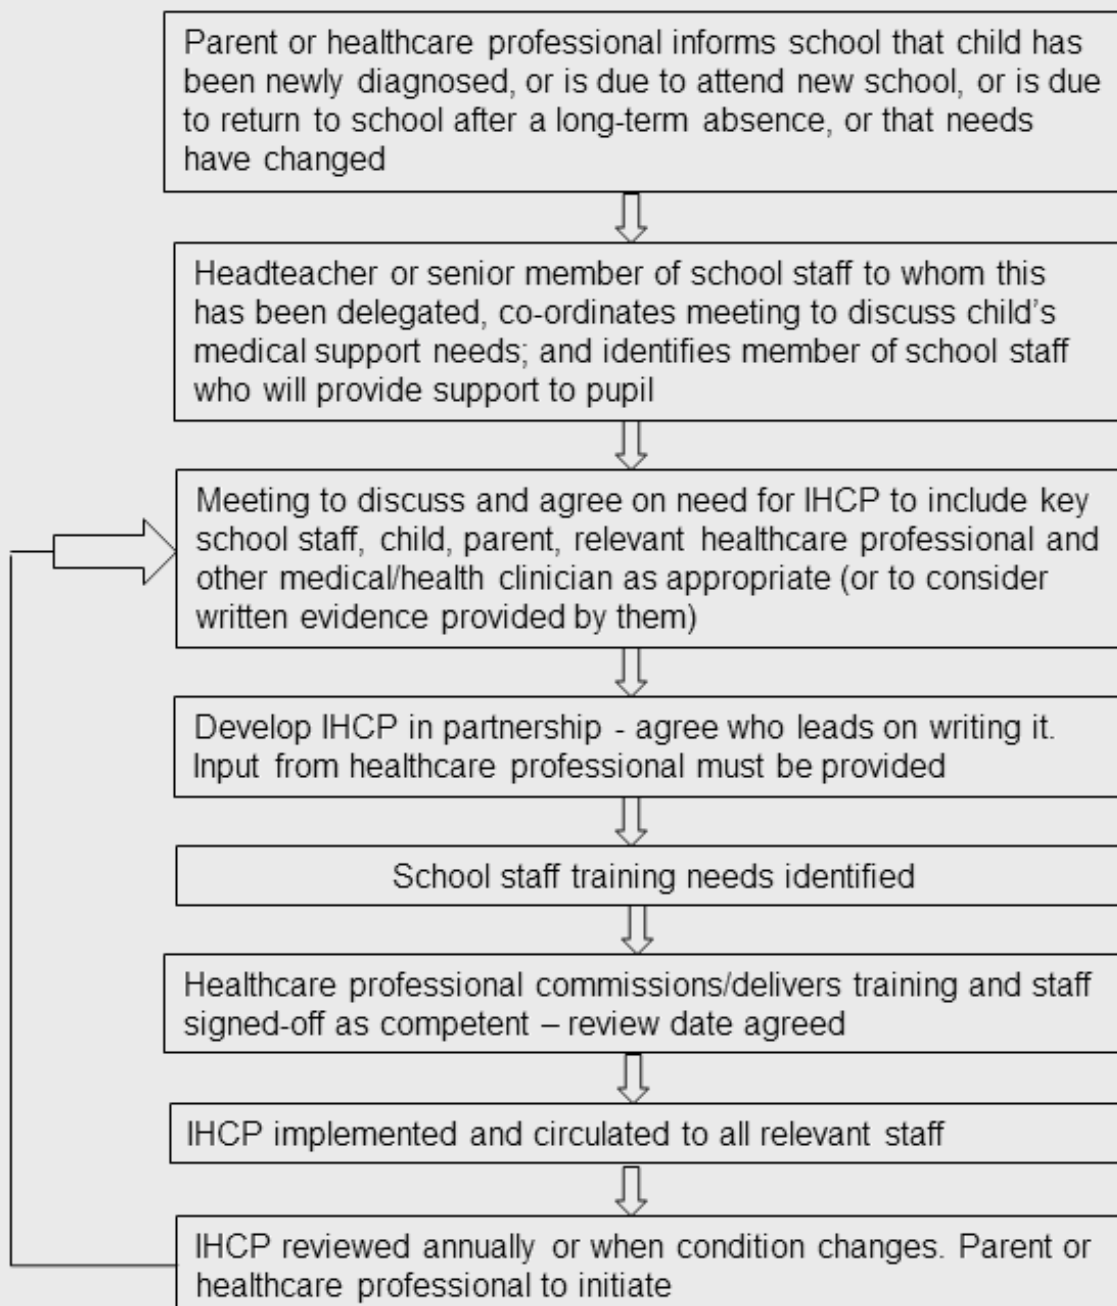 Parent or healthcare professional informs school that child has
been newly diagnosed, or is due to attend new school, or is due
to return to school after a long-term absence, or that needs
have changed
Headteacher or senior member of school staff to whom this
has been delegated, co-ordinates meeting to discuss child's
medical support needs; and identifies member of school staff
who will provide support to pupil
Meeting to discuss and agree on need for IHCP to include key
school staff, child, parent, relevant healthcare professional and
other medical/health clinician as appropriate (or to consider
written evidence provided by them)
Develop IHCP in partnership - agree who leads on writing it.
Input from healthcare professional must be provided
School staff training needs identified
Healthcare professional commissions/delivers training and staff
signed-off as competent – review date agreed
IHCP implemented and circulated to all relevant staff
IHCP reviewed annually or when condition changes. Parent or
healthcare professional to initiate